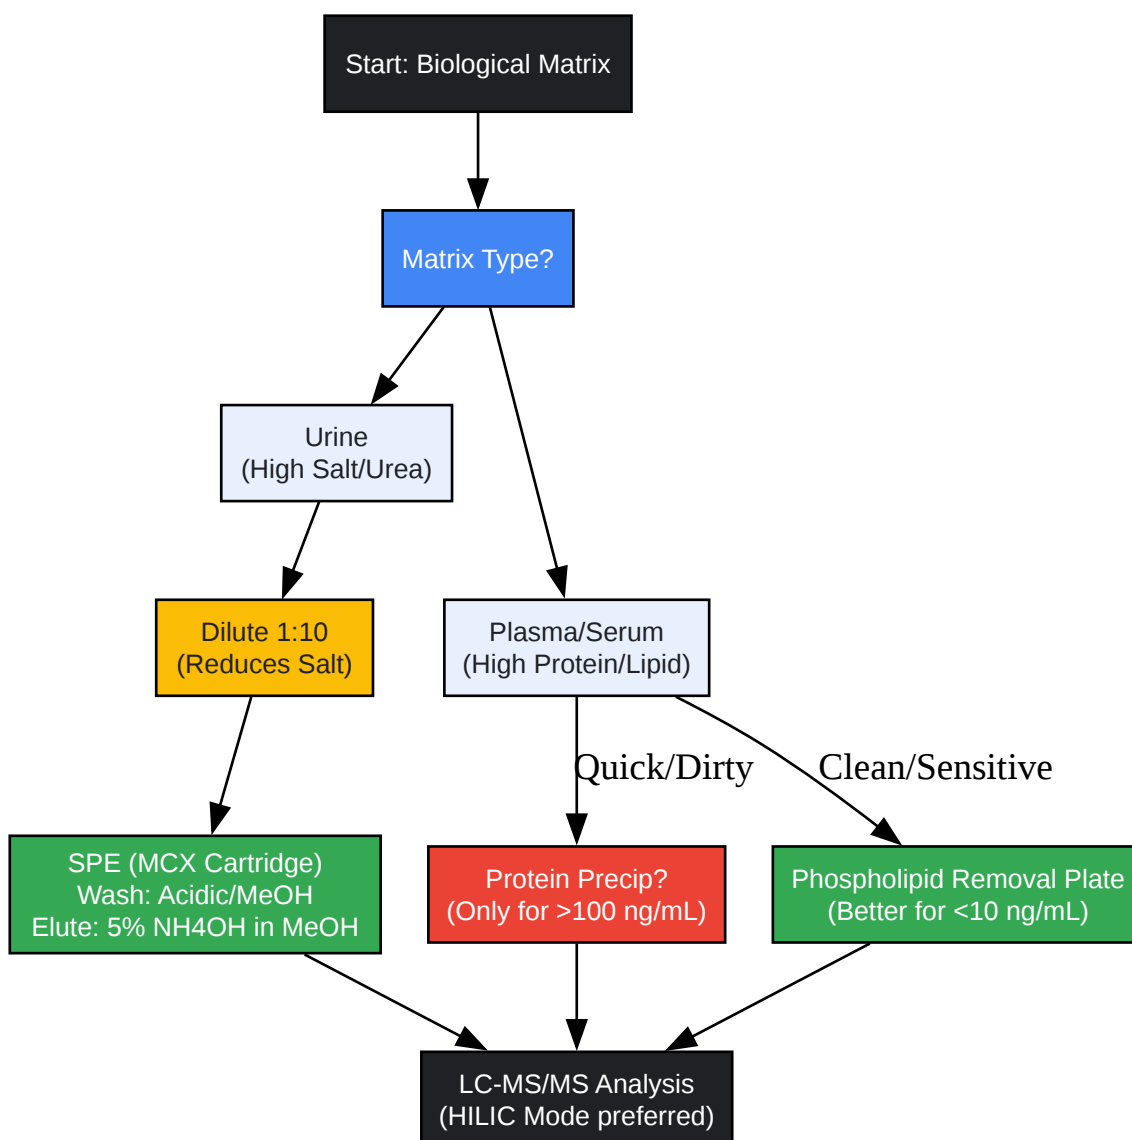 Start: Biological Matrix
Matrix Type?
Urine
(High Salt/Urea)
Dilute 1:10
(Reduces Salt)
Plasma/Serum
(High Protein/Lipid)
Quick/Dirty
Clean/Sensitive
SPE (MCX Cartridge)
Wash: Acidic/MeOH
Elute: 5% NH4OH in MeOH
Protein Precip?
(Only for >100 ng/mL)
Phospholipid Removal Plate
(Better for <10 ng/mL)
LC-MS/MS Analysis
(HILIC Mode preferred)